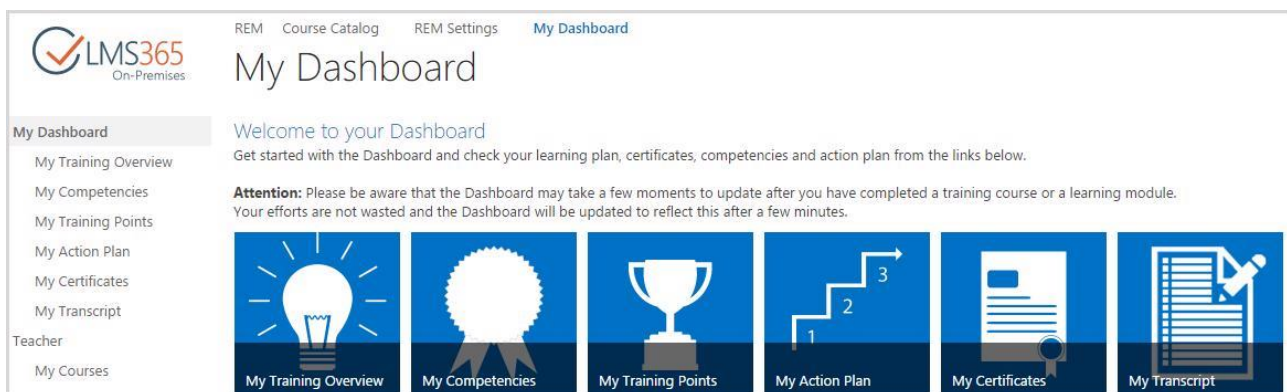 LMS365
On-Premises
REM Course Catalog REM Settings My Dashboard
My Dashboard
My Dashboard
My Training Overview
My Competencies
My Training Points
My Action Plan
My Certificates
My Transcript
Teacher
My Courses
Welcome to your Dashboard
Get started with the Dashboard and check your learning plan, certificates, competencies and action plan from the links below.
Attention: Please be aware that the Dashboard may take a few moments to update after you have completed a training course or a learning module.
Your efforts are not wasted and the Dashboard will be updated to reflect this after a few minutes.
1
2
3
My Training Overview My Competencies My Training Points My Action Plan My Certificates My Transcript